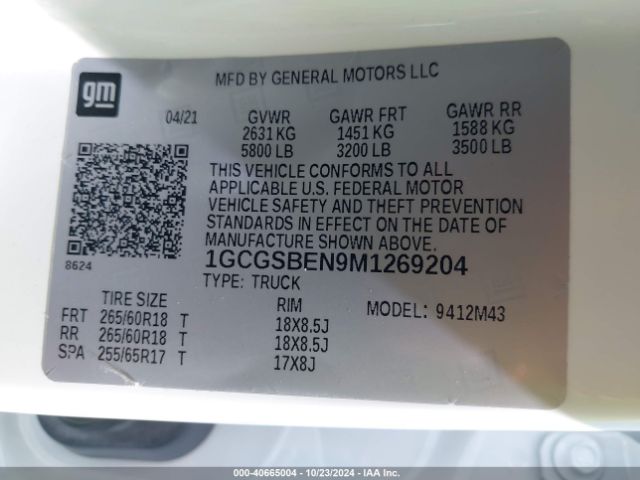 gm
MFD BY GENERAL MOTORS LLC
04/21 GVWR GAWR FRT GAWR RR
2631 KG 1451 KG 1588 KG
5800 LB 3200 LB 3500 LB
THIS VEHICLE CONFORMS TO ALL
APPLICABLE U.S. FEDERAL MOTOR
VEHICLE SAFETY AND THEFT PREVENTION
STANDARDS IN EFFECT ON THE DATE OF
MANUFACTURE SHOWN ABOVE.
8624 1GCGSBEN9M1269204
TYPE: TRUCK
TIRE SIZE RIM MODEL: 9412M43
FRT 265/60R18 T 18X8.5J
RR 265/60R18 T 18X8.5J
SPA 255/65R17 T 17X8J
000-40665004 | 10/23/2024 | IAA Inc.